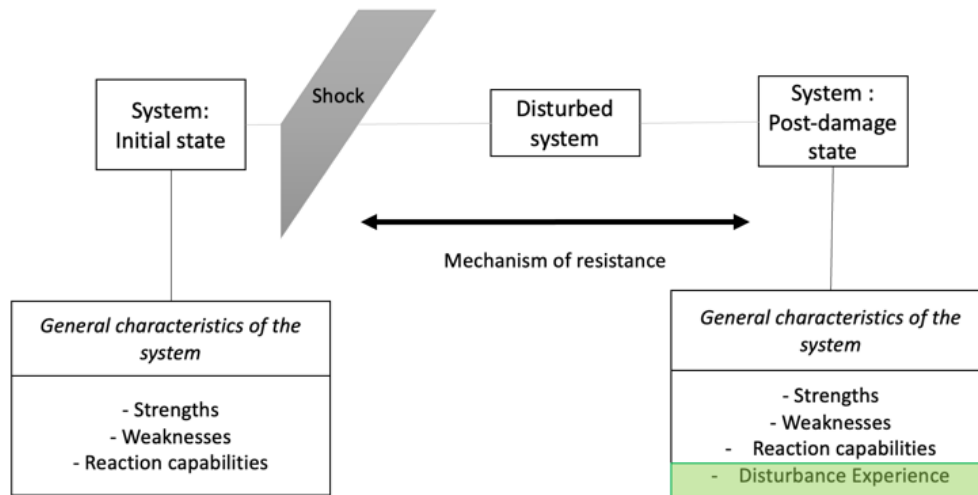 System:
Initial state
Shock
Disturbed
system
System :
Post-damage
state
Mechanism of resistance
General characteristics of the
system
- Strengths
- Weaknesses
- Reaction capabilities
General characteristics of the
system
- Strengths
- Weaknesses
- Reaction capabilities
- Disturbance Experience